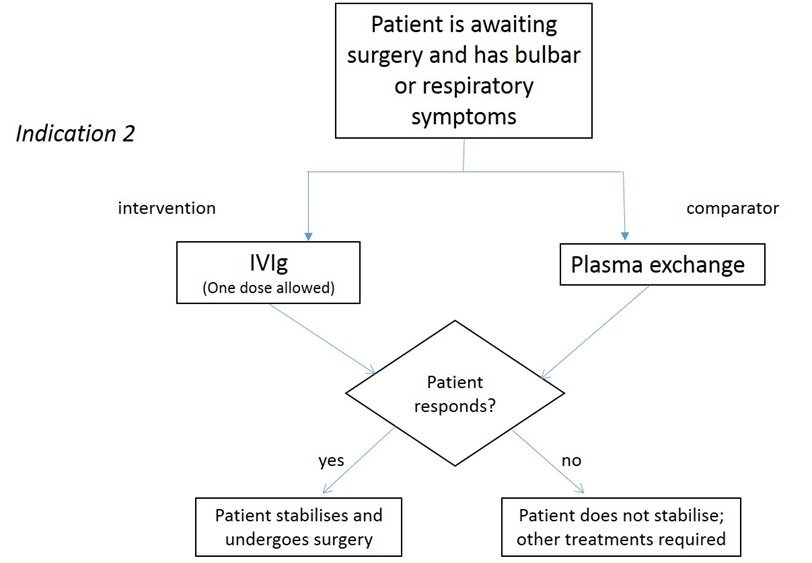 Patient is awaiting
surgery and has bulbar
or respiratory
symptoms
Indication 2
intervention
comparator
IVIg
(One dose allowed)
Plasma exchange
Patient
responds?
yes
no
Patient stabilises and
undergoes surgery
Patient does not stabilise;
other treatments required